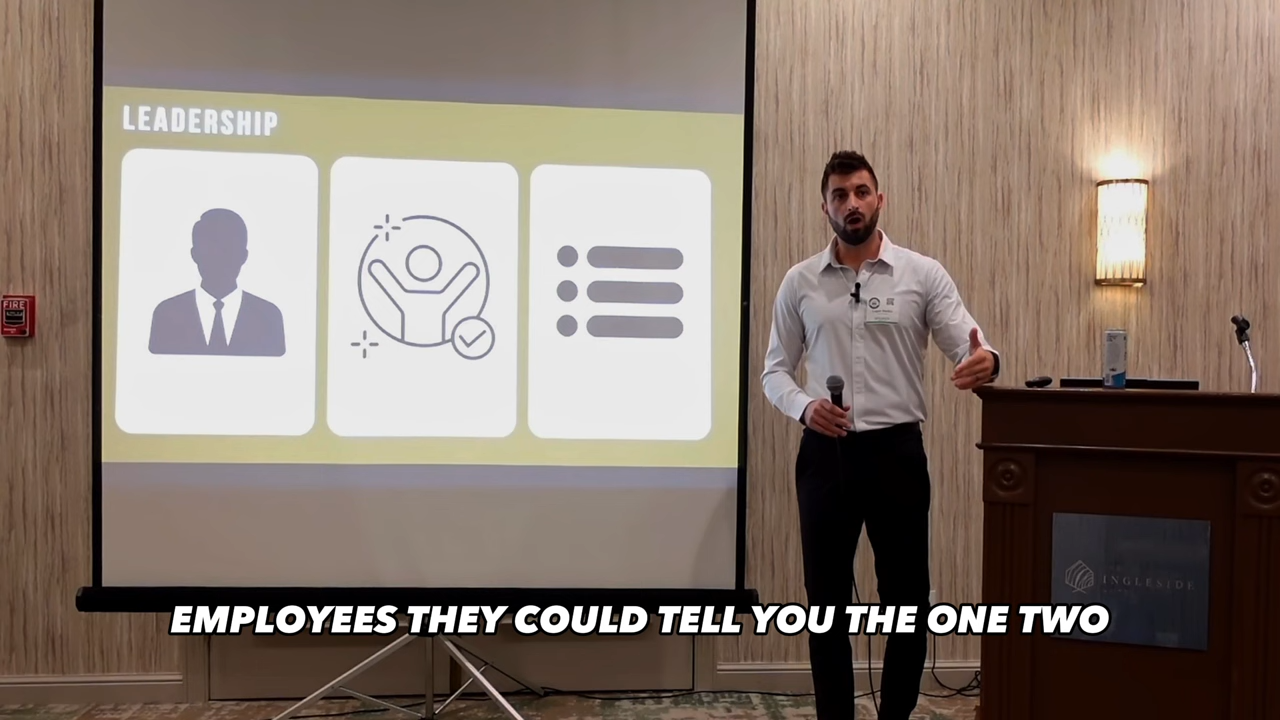 LEADERSHIP
FIRE
INGLESIDE
EMPLOYEES THEY COULD TELL YOU THE ONE TWO